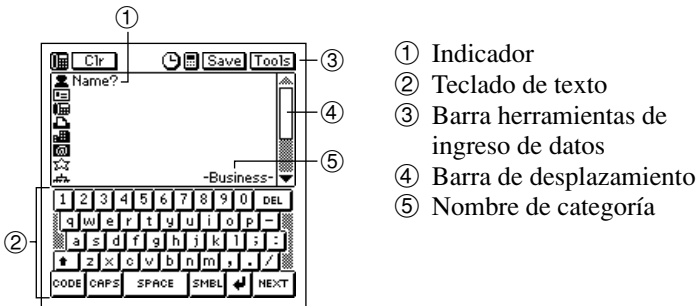 ①
Clr Save Tools
③
Name?
④
⑤
-Business-
②
1 2 3 4 5 6 7 8 9 0 DEL
q w e r t y u i o p -
a s d f g h j k l ; :
z x c v b n m , . /
CODE CAPS SPACE SMBL NEXT
① Indicador
② Teclado de texto
③ Barra herramientas de
ingreso de datos
④ Barra de desplazamiento
⑤ Nombre de categoría